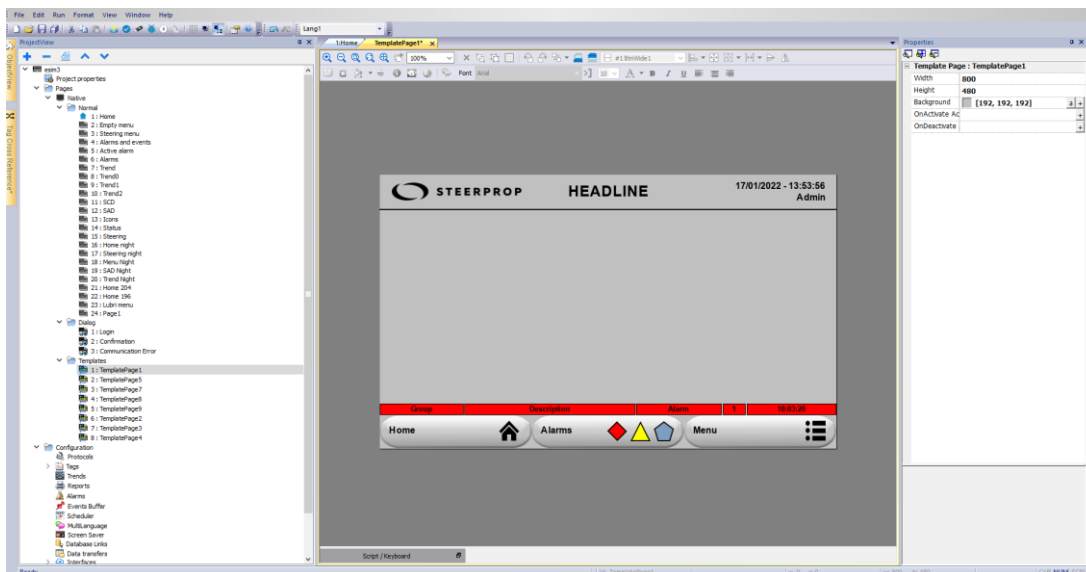 File Edit Run Format View Window Help
Lang1
ProjectView
1:Home TemplatePage1* x
Properties
ObjectView
Tag Cross Reference*
100%
#1 BtnWide1
Font Arial
esim3
Project properties
Pages
Native
Normal
1 : Home
2 : Empty menu
3 : Steering menu
4 : Alarms and events
5 : Active alarm
6 : Alarms
7 : Trend
8 : Trend0
9 : Trend1
10 : Trend2
11 : SCD
12 : SAD
13 : Icons
14 : Status
15 : Steering
16 : Home night
17 : Steering night
18 : Menu Night
19 : SAD Night
20 : Trend Night
21 : Home 204
22 : Home 196
23 : Lubri menu
24 : Page1
Dialog
1 : Login
2 : Confirmation
3 : Communication Error
Templates
1 : TemplatePage1
2 : TemplatePage5
3 : TemplatePage7
4 : TemplatePage8
5 : TemplatePage9
6 : TemplatePage2
7 : TemplatePage3
8 : TemplatePage4
Configuration
Protocols
Tags
Trends
Reports
Alarms
Events Buffer
Scheduler
MultiLanguage
Screen Saver
Database Links
Data transfers
Interfaces
STEERPROP HEADLINE 17/01/2022 - 13:53:56
Admin
Group Description Alarm 1 10:03:26
Home Alarms Menu
Script / Keyboard
Template Page : TemplatePage1
Width 800
Height 480
Background [192, 192, 192]
OnActivate Ac
OnDeactivate
Ready